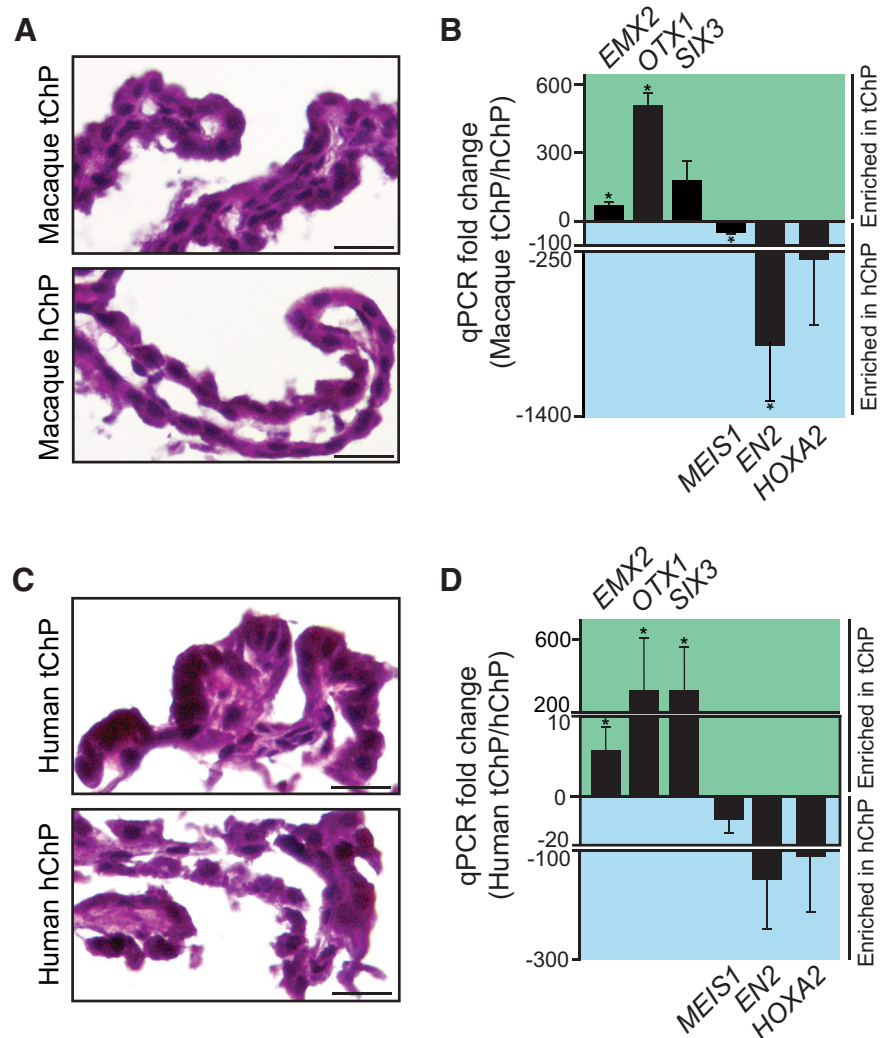 A
Macaque tChP
Macaque hChP
B
EMX2
OTX1
SIX3
qPCR fold change
(Macaque tChP/hChP)
600
300
0
-100
-250
-1400
*
*
*
*
Enriched in tChP
Enriched in hChP
MEIS1
EN2
HOXA2
C
Human tChP
Human hChP
D
EMX2
OTX1
SIX3
qPCR fold change
(Human tChP/hChP)
600
200
10
0
-20
-100
-300
*
*
*
Enriched in tChP
Enriched in hChP
MEIS1
EN2
HOXA2